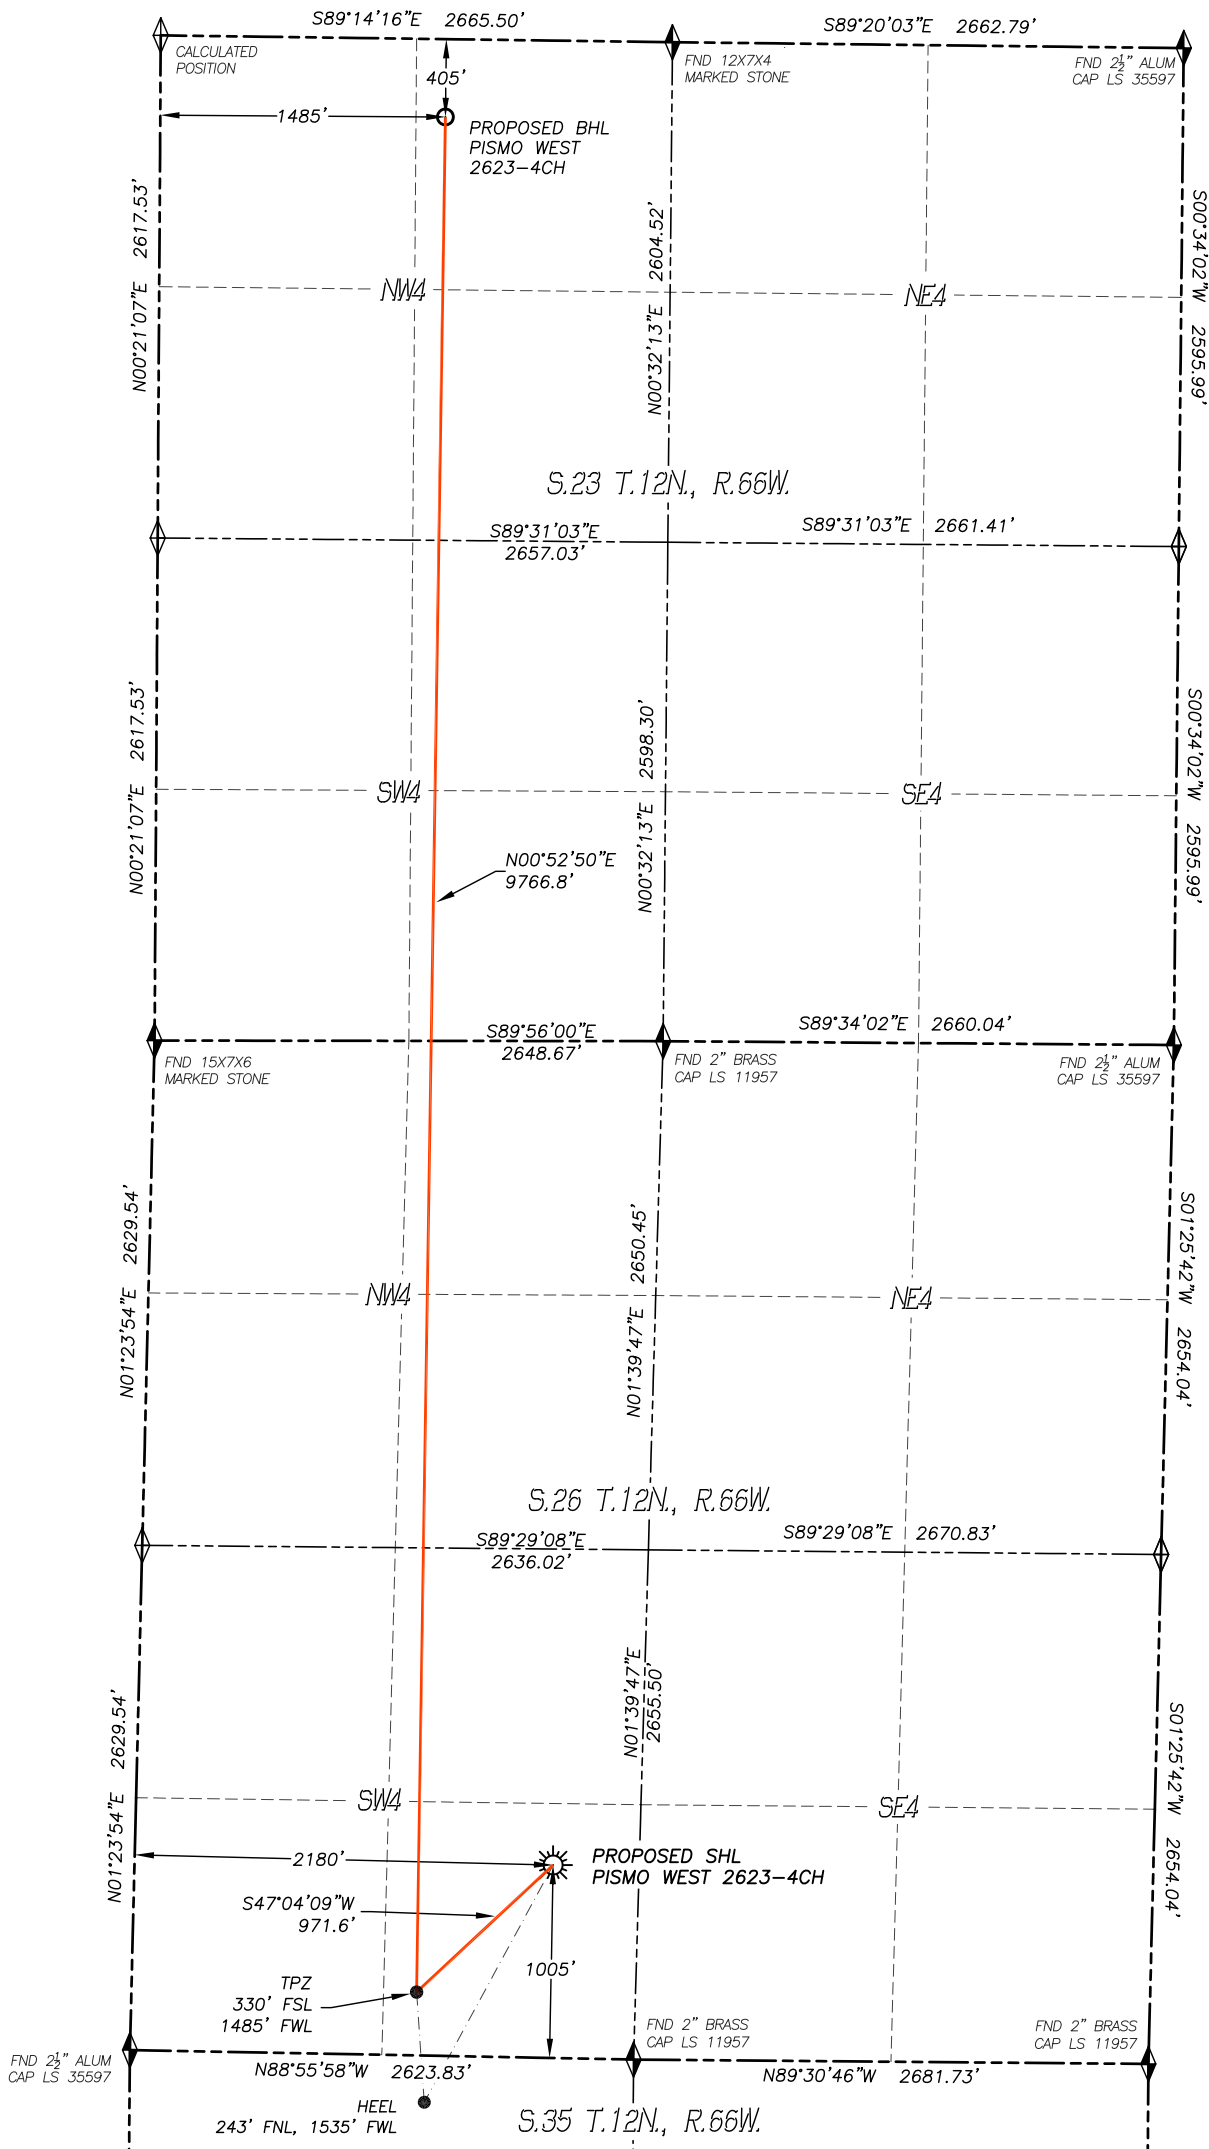 S89°14'16"E 2665.50'
S89°20'03"E 2662.79'
CALCULATED
POSITION
405'
FND 12X7X4
MARKED STONE
FND 2½" ALUM
CAP LS 35597
1485'
PROPOSED BHL
PISMO WEST
2623-4CH
N00°21'07"E 2617.53'
N00°32'13"E 2604.52'
S00°34'02"W 2595.99'
NW4
NE4
S.23 T.12N., R.66W.
S89°31'03"E
2657.03'
S89°31'03"E 2661.41'
N00°21'07"E 2617.53'
N00°32'13"E 2598.30'
S00°34'02"W 2595.99'
SW4
SE4
N00°52'50"E
9766.8'
S89°56'00"E
2648.67'
S89°34'02"E 2660.04'
FND 15X7X6
MARKED STONE
FND 2" BRASS
CAP LS 11957
FND 2½" ALUM
CAP LS 35597
N01°23'54"E 2629.54'
N01°39'47"E 2650.45'
S01°25'42"W 2654.04'
NW4
NE4
S.26 T.12N., R.66W.
S89°29'08"E
2636.02'
S89°29'08"E 2670.83'
N01°23'54"E 2629.54'
N01°39'47"E
2655.50'
S01°25'42"W 2654.04'
SW4
SE4
2180'
PROPOSED SHL
PISMO WEST 2623-4CH
S47°04'09"W
971.6'
1005'
TPZ
330' FSL
1485' FWL
FND 2" BRASS
CAP LS 11957
FND 2" BRASS
CAP LS 11957
FND 2½" ALUM
CAP LS 35597
N88°55'58"W 2623.83'
N89°30'46"W 2681.73'
HEEL
243' FNL, 1535' FWL
S.35 T.12N., R.66W.